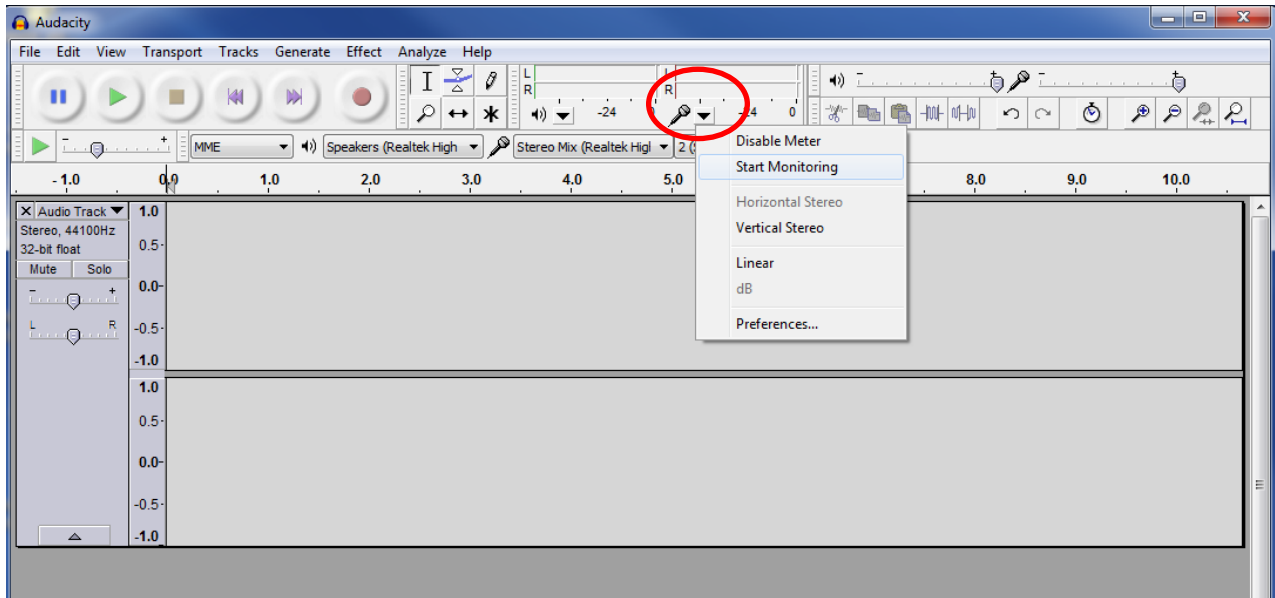 Audacity
File Edit View Transport Tracks Generate Effect Analyze Help
L L
R R
-24 -24 0
MME Speakers (Realtek High Stereo Mix (Realtek Higl 2 (
Disable Meter
Start Monitoring
Horizontal Stereo
Vertical Stereo
Linear
dB
Preferences...
- 1.0 0.0 1.0 2.0 3.0 4.0 5.0 8.0 9.0 10.0
X Audio Track 1.0
Stereo, 44100Hz
32-bit float 0.5
Mute Solo
- + 0.0
L R -0.5
-1.0
1.0
0.5
0.0
-0.5
-1.0